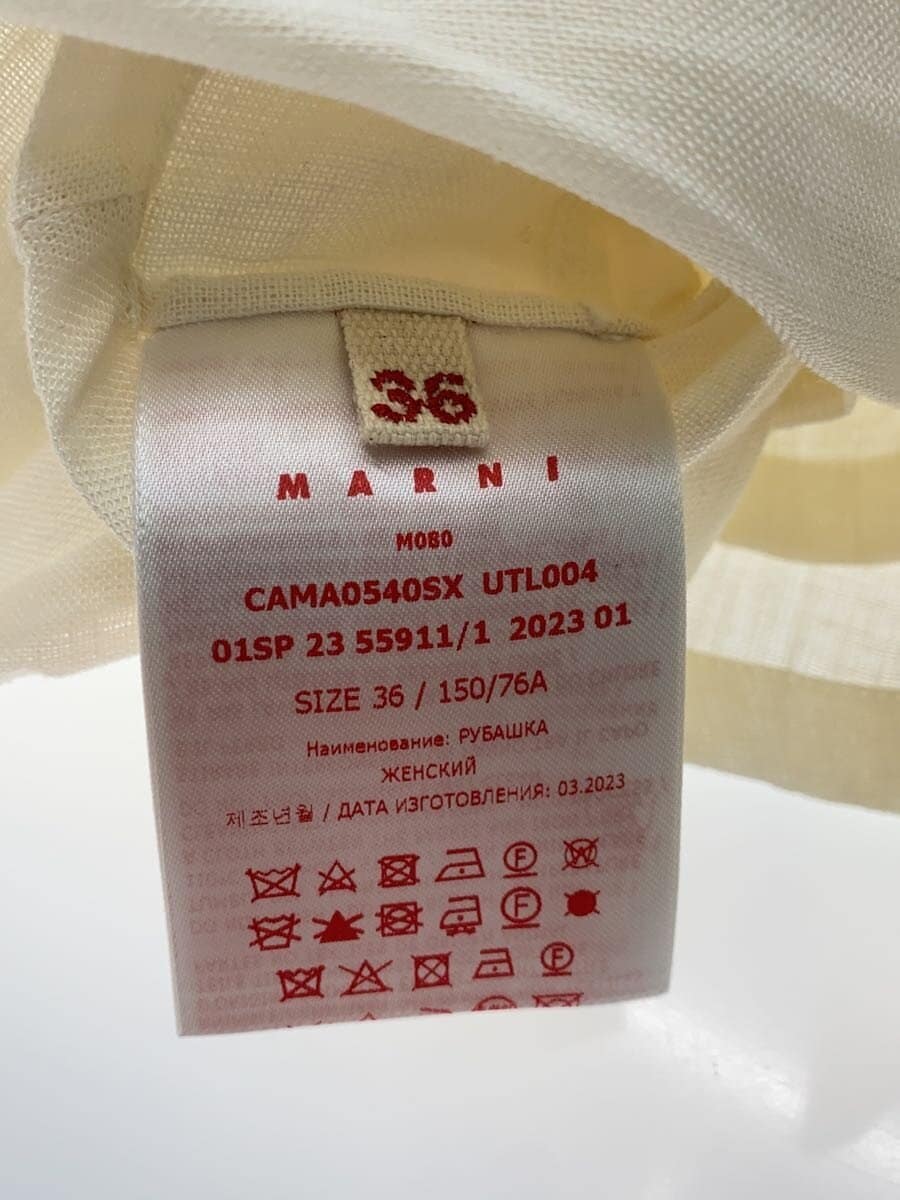 36
MARNI
M0B0
CAMA0540SX UTL004
01SP 23 55911/1 2023 01
SIZE 36 / 150/76A
Наименование: РУБАШКА
ЖЕНСКИЙ
제조년월 / ДАТА ИЗГОТОВЛЕНИЯ: 03.2023
F W
F
F